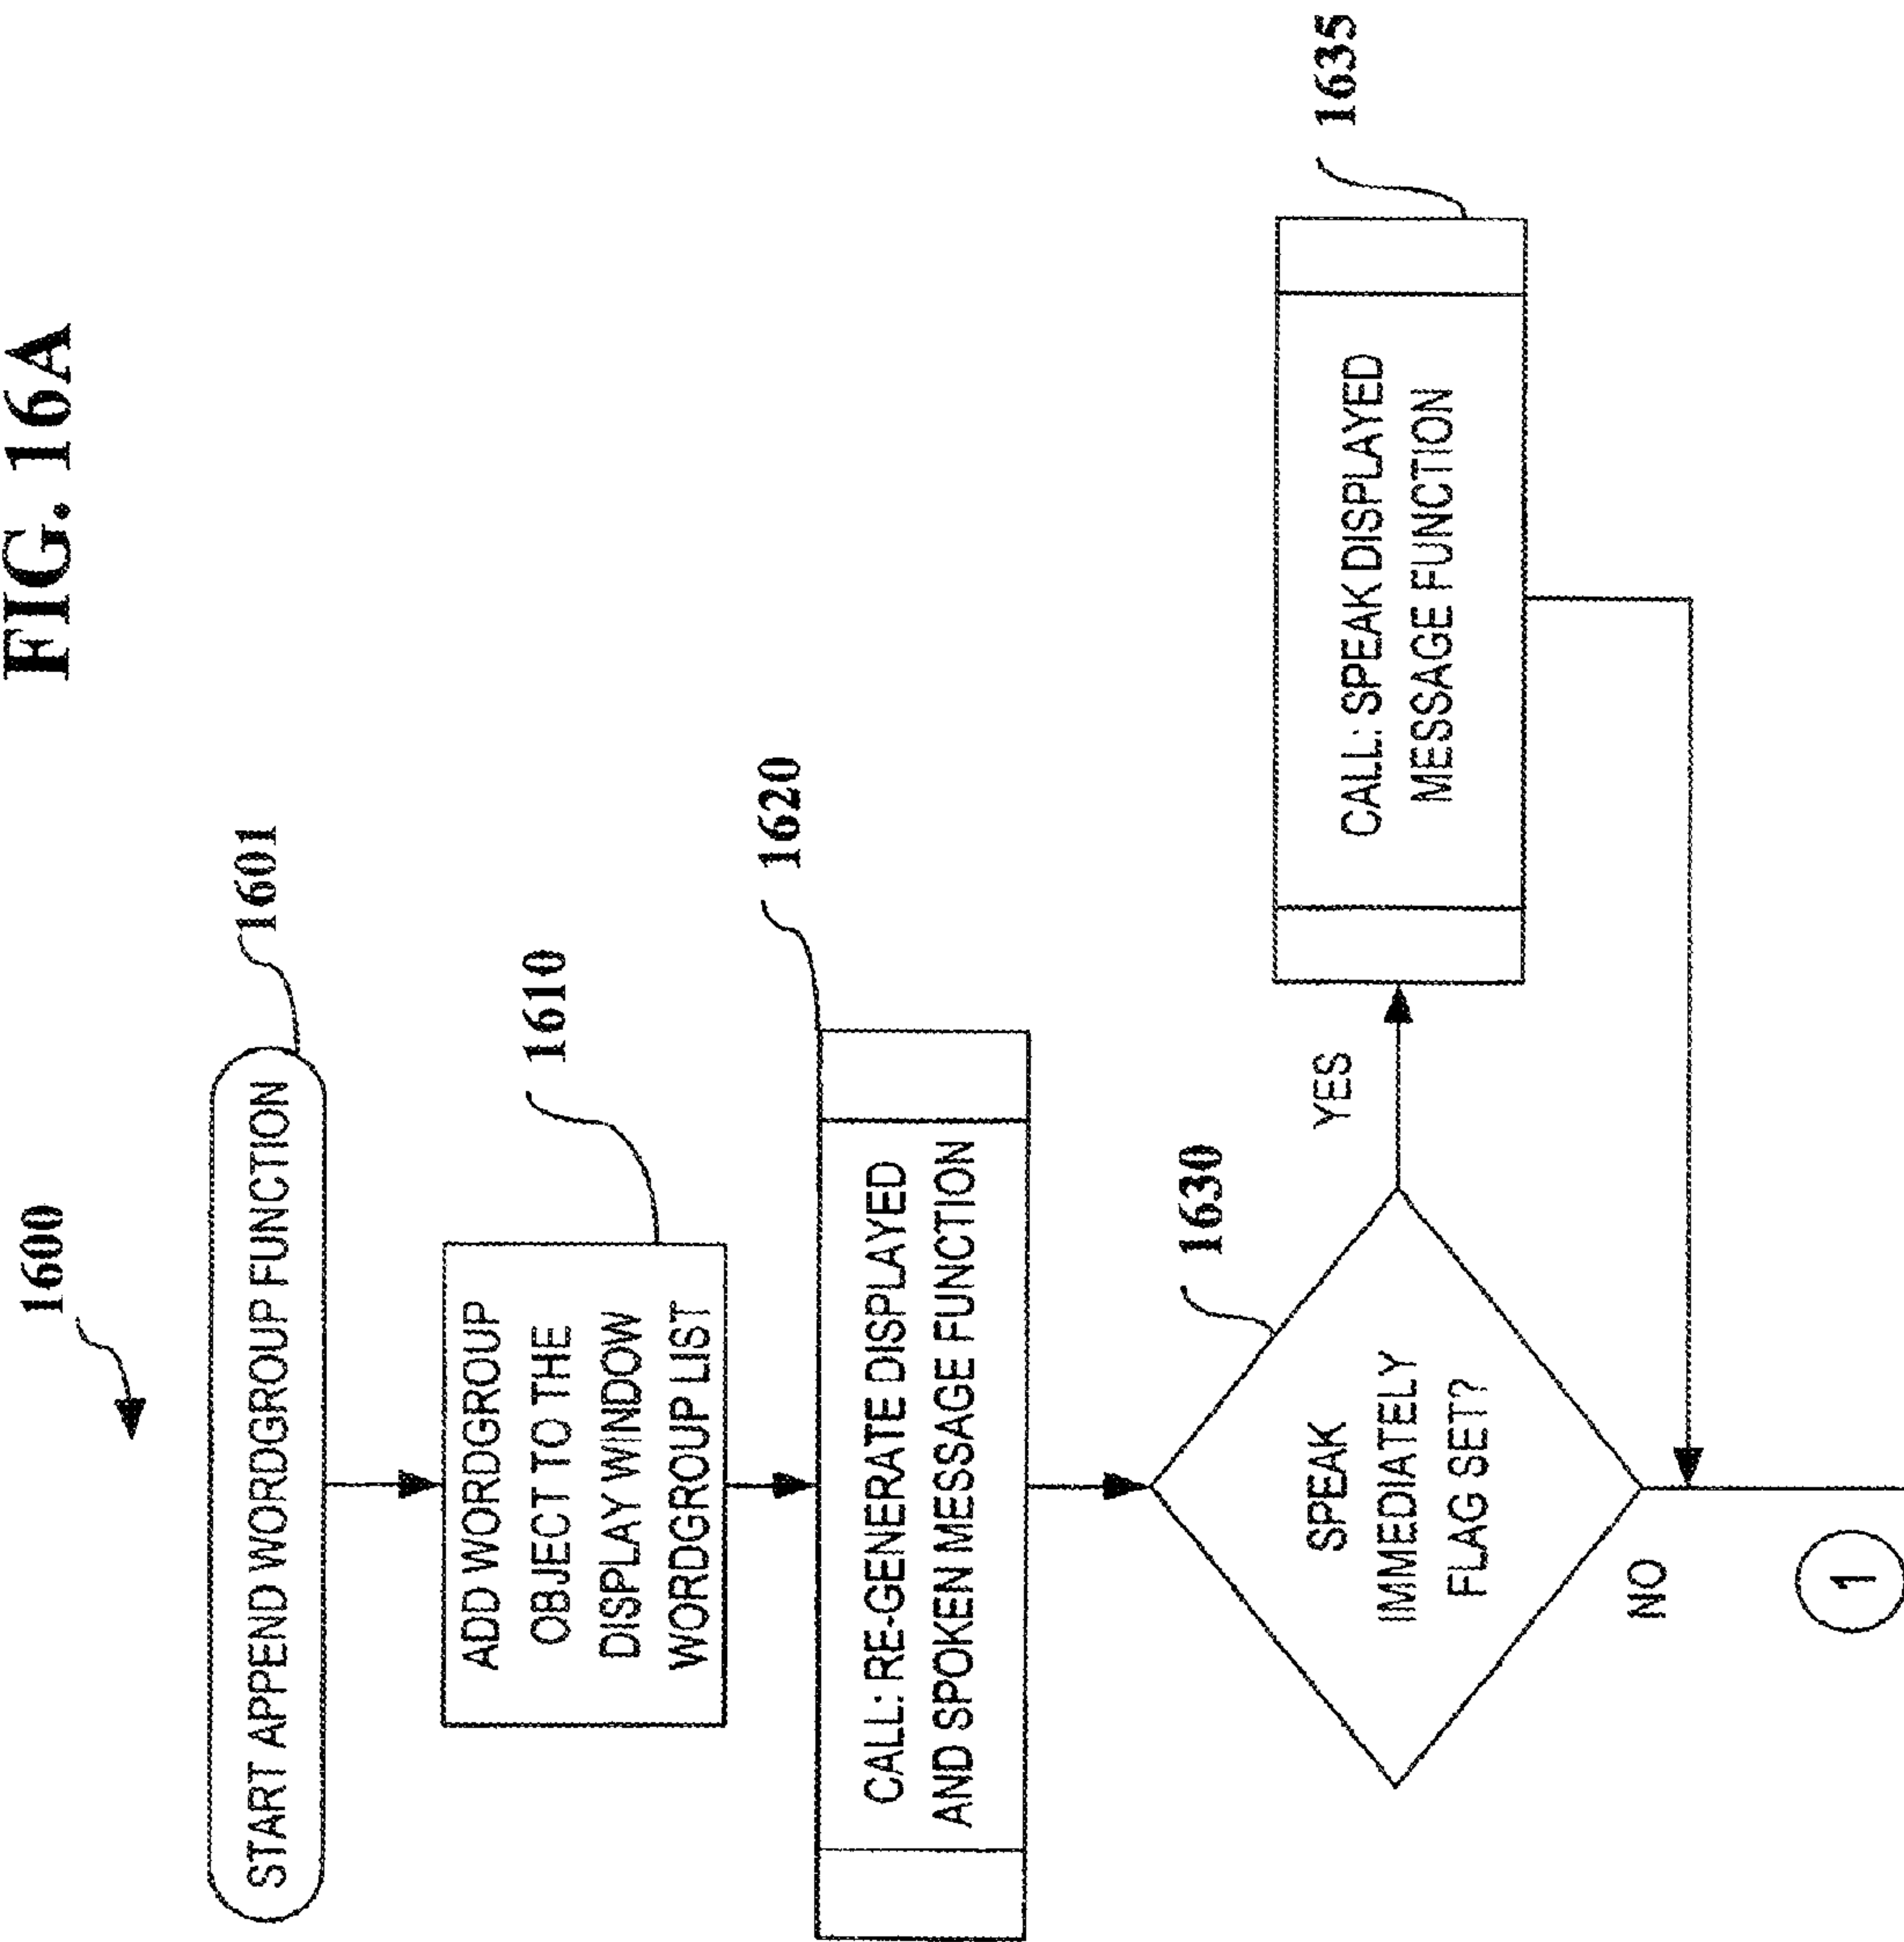 FIG. 16A
1600
START APPEND WORDGROUP FUNCTION
1601
ADD WORDGROUP
OBJECT TO THE
DISPLAY WINDOW
WORDGROUP LIST
1610
CALL: RE-GENERATE DISPLAYED
AND SPOKEN MESSAGE FUNCTION
1620
SPEAK
IMMEDIATELY
FLAG SET?
1630
YES
CALL: SPEAK DISPLAYED
MESSAGE FUNCTION
1635
NO
1